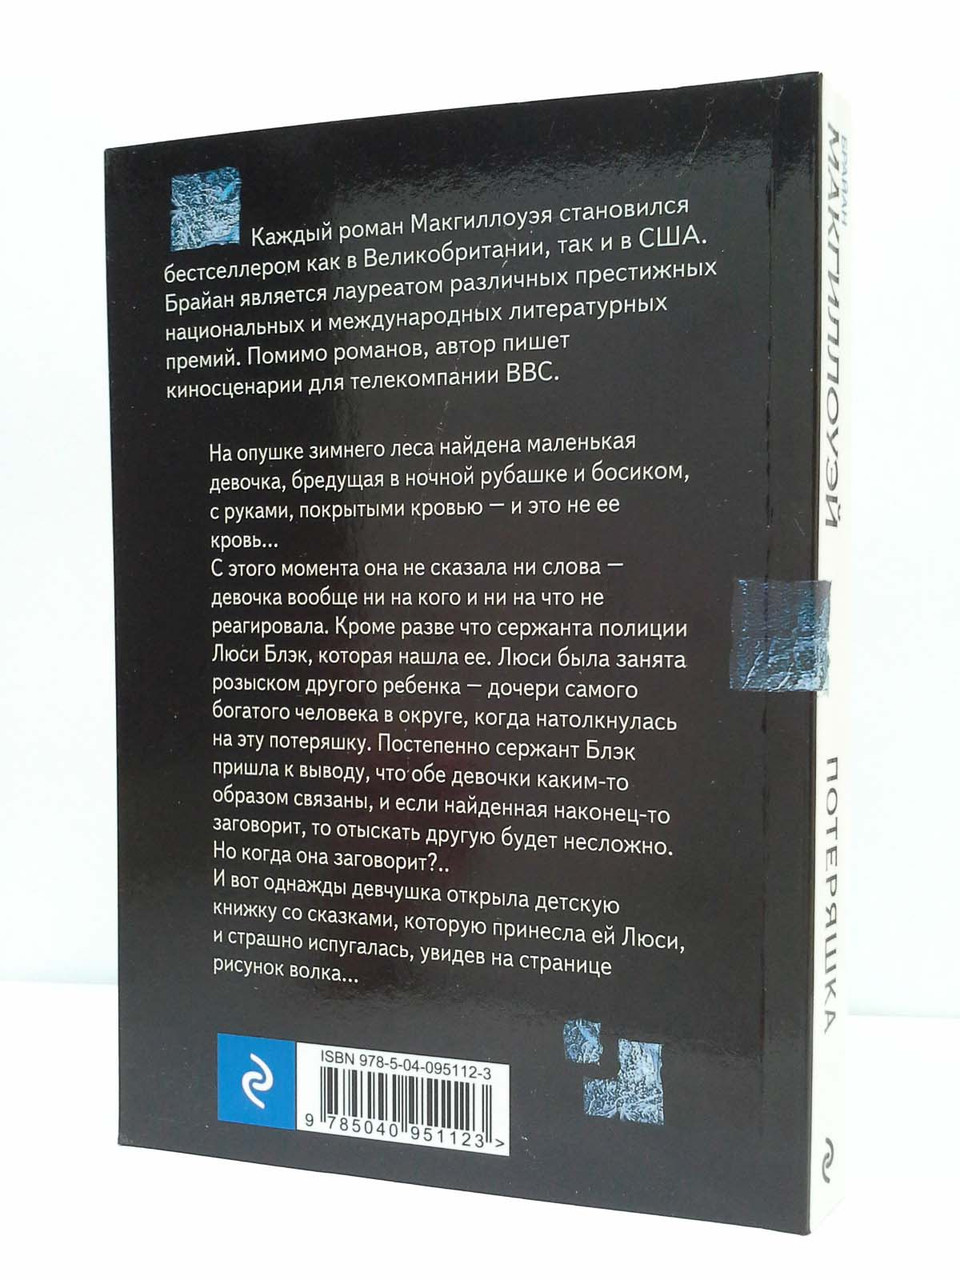 Каждый роман Макгиллоуэя становился
бестселлером как в Великобритании, так и в США.
Брайан является лауреатом различных престижных
национальных и международных литературных
премий. Помимо романов, автор пишет
киносценарии для телекомпании BBC.
На опушке зимнего леса найдена маленькая
девочка, бредущая в ночной рубашке и босиком,
с руками, покрытыми кровью — и это не ее
кровь...
С этого момента она не сказала ни слова —
девочка вообще ни на кого и ни на что не
реагировала. Кроме разве что сержанта полиции
Люси Блэк, которая нашла ее. Люси была занята
розыском другого ребенка — дочери самого
богатого человека в округе, когда натолкнулась
на эту потеряшку. Постепенно сержант Блэк
пришла к выводу, что обе девочки каким-то
образом связаны, и если найденная наконец-то
заговорит, то отыскать другую будет несложно.
Но когда она заговорит?..
И вот однажды девчушка открыла детскую
книжку со сказками, которую принесла ей Люси,
и страшно испугалась, увидев на странице
рисунок волка...
ISBN 978-5-04-095112-3
9 785040 951123 >
БРАЙАН
МАКГИЛЛОУЭЙ
ПОТЕРЯШКА